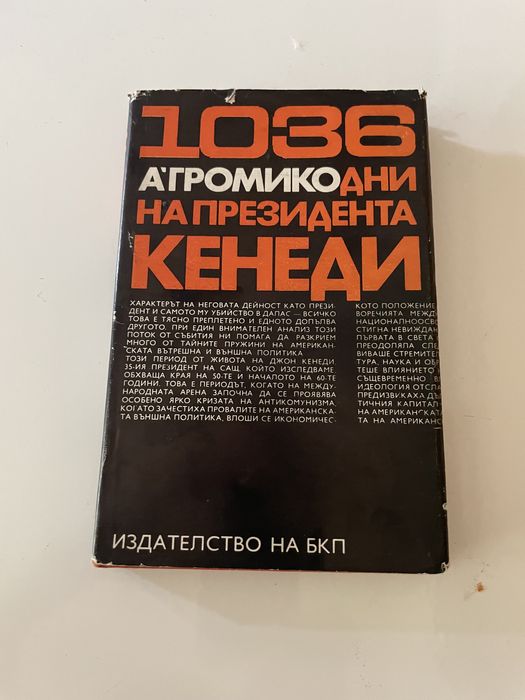 1036
А·ГРОМИКО ДНИ
НА ПРЕЗИДЕНТА
КЕНЕДИ
ХАРАКТЕРЪТ НА НЕГОВАТА ДЕЙНОСТ КАТО ПРЕЗИ-
ДЕНТ И САМОТО МУ УБИЙСТВО В ДАЛАС — ВСИЧКО
ТОВА Е ТЯСНО ПРЕПЛЕТЕНО И ЕДНОТО ДОПЪЛВА
ДРУГОТО. ПРИ ЕДИН ВНИМАТЕЛЕН АНАЛИЗ ТОЗИ
ПОТОК ОТ СЪБИТИЯ НИ ПОМАГА ДА РАЗКРИЕМ
МНОГО ОТ ТАЙНИТЕ ПРУЖИНИ НА АМЕРИКАН-
СКАТА ВЪТРЕШНА И ВЪНШНА ПОЛИТИКА
ТОЗИ ПЕРИОД ОТ ЖИВОТА НА ДЖОН КЕНЕДИ
35-ИЯ ПРЕЗИДЕНТ НА САЩ, КОЙТО ИЗСЛЕДВАМЕ,
ОБХВАЩА КРАЯ НА 50-ТЕ И НАЧАЛОТО НА 60-ТЕ
ГОДИНИ. ТОВА Е ПЕРИОДЪТ, КОГАТО НА МЕЖДУ-
НАРОДНАТА АРЕНА ЗАПОЧНА ДА СЕ ПРОЯВЯВА
ОСОБЕНО ЯРКО КРИЗАТА НА АНТИКОМУНИЗМА,
КОГАТО ЗАЧЕСТИХА ПРОВАЛИТЕ НА АМЕРИКАНСКА-
ТА ВЪНШНА ПОЛИТИКА, ВЛОШИ СЕ ИКОНОМИЧЕС-
КОТО ПОЛОЖЕНИЕ
ВОРЕЧИЯТА МЕЖД
НАЦИОНАЛНООСВ
СТИГНА НЕВИЖДАН
ПЪРВАТА В СВЕТА
ПРЕОДОЛЯЛА СЛЕ
ВИВАШЕ СТРЕМИТЕЛ
ТУРА, НАУКА И ОБР
ТЕШЕ ВЛИЯНИЕТО
СЪЩЕВРЕМЕННО В
ИДЕОЛОГИЯ ОТСЛА
ПРЕДИЗВИКАХА ДЪЛ
ТИЧНИЯ КАПИТАЛ
НА АМЕРИКАНСКАТА
ТА НА АМЕРИКАНС
ИЗДАТЕЛСТВО НА БКП